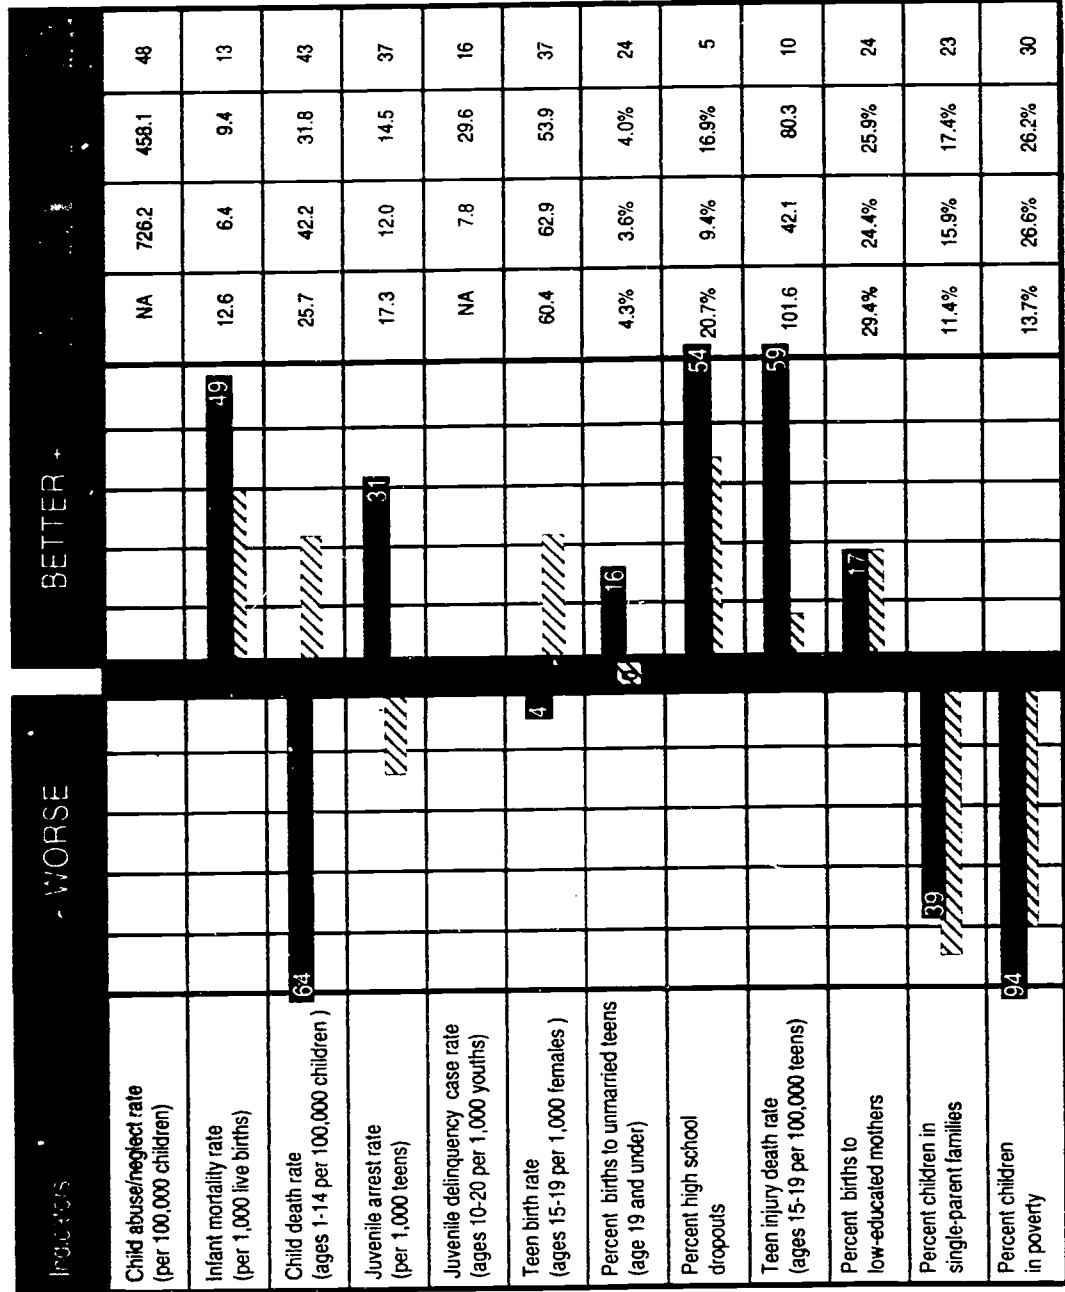 Indicators
- WORSE
BETTER +
Child abuse/neglect rate
(per 100,000 children)
NA
726.2
458.1
48
Infant mortality rate
(per 1,000 live births)
49
12.6
6.4
9.4
13
Child death rate
(ages 1-14 per 100,000 children )
64
25.7
42.2
31.8
43
Juvenile arrest rate
(per 1,000 teens)
31
17.3
12.0
14.5
37
Juvenile delinquency case rate
(ages 10-20 per 1,000 youths)
NA
7.8
29.6
16
Teen birth rate
(ages 15-19 per 1,000 females )
4
60.4
62.9
53.9
37
Percent births to unmarried teens
(age 19 and under)
16
4.3%
3.6%
4.0%
24
Percent high school
dropouts
54
20.7%
9.4%
16.9%
5
Teen injury death rate
(ages 15-19 per 100,000 teens)
59
101.6
42.1
80.3
10
Percent births to
low-educated mothers
17
29.4%
24.4%
25.9%
24
Percent children in
single-parent families
39
11.4%
15.9%
17.4%
23
Percent children
in poverty
94
13.7%
26.6%
26.2%
30